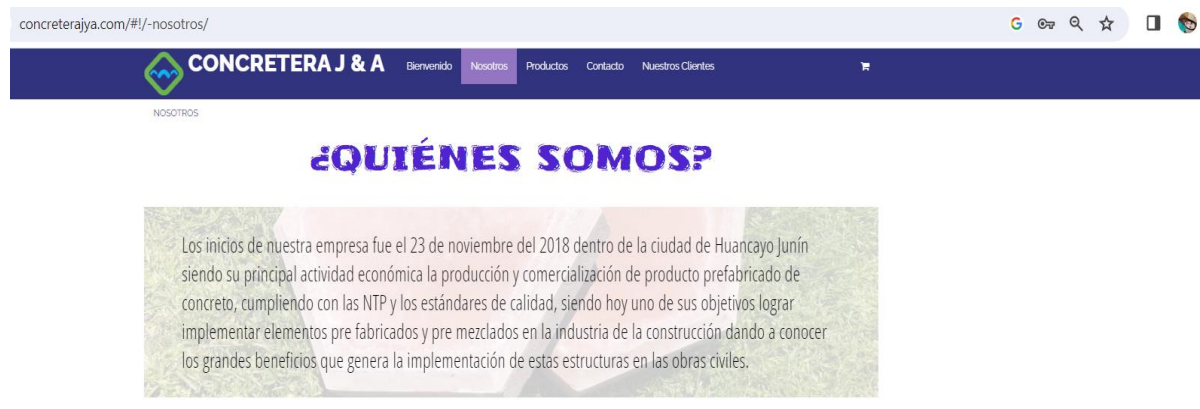 concreterajya.com/#!/-nosotros/
CONCRETERA J & A Bienvenido Nosotros Productos Contacto Nuestros Clientes
NOSOTROS
¿QUIÉNES SOMOS?
Los inicios de nuestra empresa fue el 23 de noviembre del 2018 dentro de la ciudad de Huancayo Junín
siendo su principal actividad económica la producción y comercialización de producto prefabricado de
concreto, cumpliendo con las NTP y los estándares de calidad, siendo hoy uno de sus objetivos lograr
implementar elementos pre fabricados y pre mezclados en la industria de la construcción dando a conocer
los grandes beneficios que genera la implementación de estas estructuras en las obras civiles.